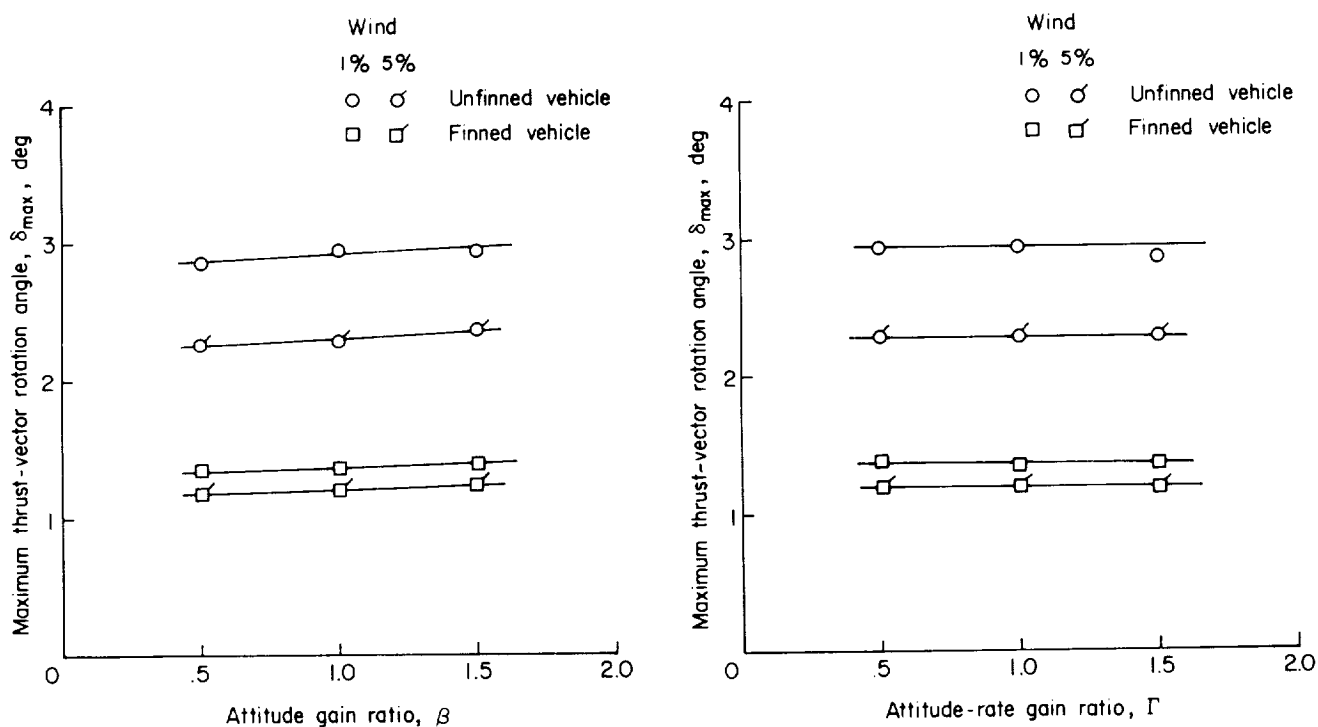 Wind
1% 5%
Unfinned vehicle
Finned vehicle
4
3
2
1
0
.5
1.0
1.5
2.0
Maximum thrust-vector rotation angle, δmax, deg
Attitude gain ratio, β
Wind
1% 5%
Unfinned vehicle
Finned vehicle
4
3
2
1
0
.5
1.0
1.5
2.0
Maximum thrust-vector rotation angle, δmax, deg
Attitude-rate gain ratio, Γ